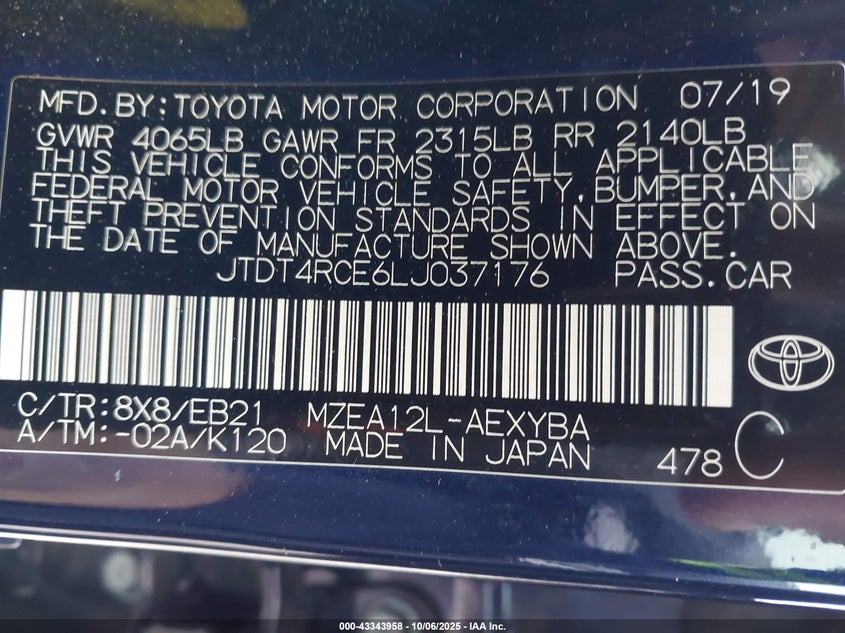 MFD.BY:TOYOTA MOTOR CORPORATION 07/19
GVWR 4065LB GAWR FR 2315LB RR 2140LB
THIS VEHICLE CONFORMS TO ALL APPLICABLE
FEDERAL MOTOR VEHICLE SAFETY,BUMPER,AND
THEFT PREVENTION STANDARDS IN EFFECT ON
THE DATE OF MANUFACTURE SHOWN ABOVE.
JTDT4RCE6LJ037176 PASS.CAR
C/TR:8X8/EB21 MZEA12L-AEXYBA
A/TM:-02A/K120 MADE IN JAPAN 478 C
000-43343958 - 10/06/2025 - IAA Inc.